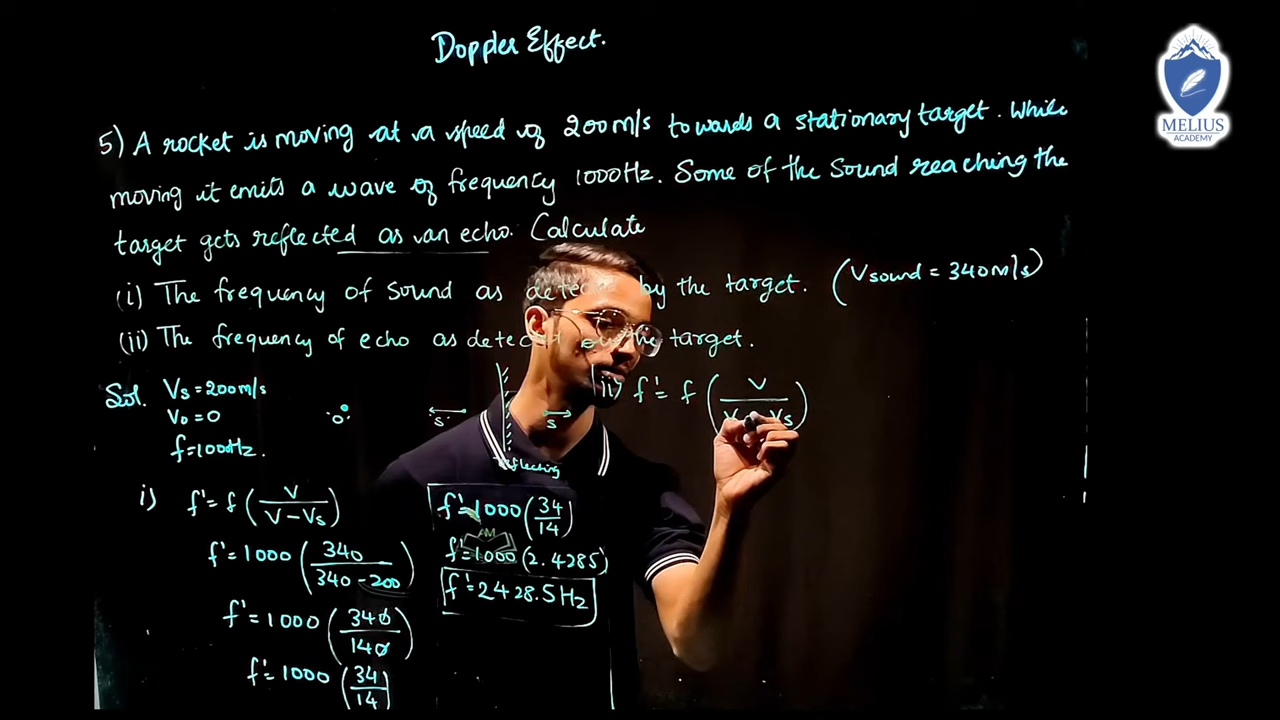 Doppler Effect.
MELIUS
ACADEMY
5) A rocket is moving at a speed of 200m/s towards a stationary target. While
moving it emits a wave of frequency 1000Hz. Some of the Sound reaching the
target gets reflected as an echo. Calculate
(i) The frequency of Sound as by the target. (Vsound = 340m/s)
(ii) The frequency of echo as the target.
Sol. Vs = 200m/s
V0 = 0
f = 1000Hz.
O
S
S
i) f' = f (V / V - Vs)
f' = 1000 (340 / 340 - 200)
f' = 1000 (340 / 140)
f' = 1000 (34 / 14)
f' = 1000 (34 / 14)
f' = 1000 (2.4285)
f' = 2428.5 Hz
ii) f' = f (V / V Vs)